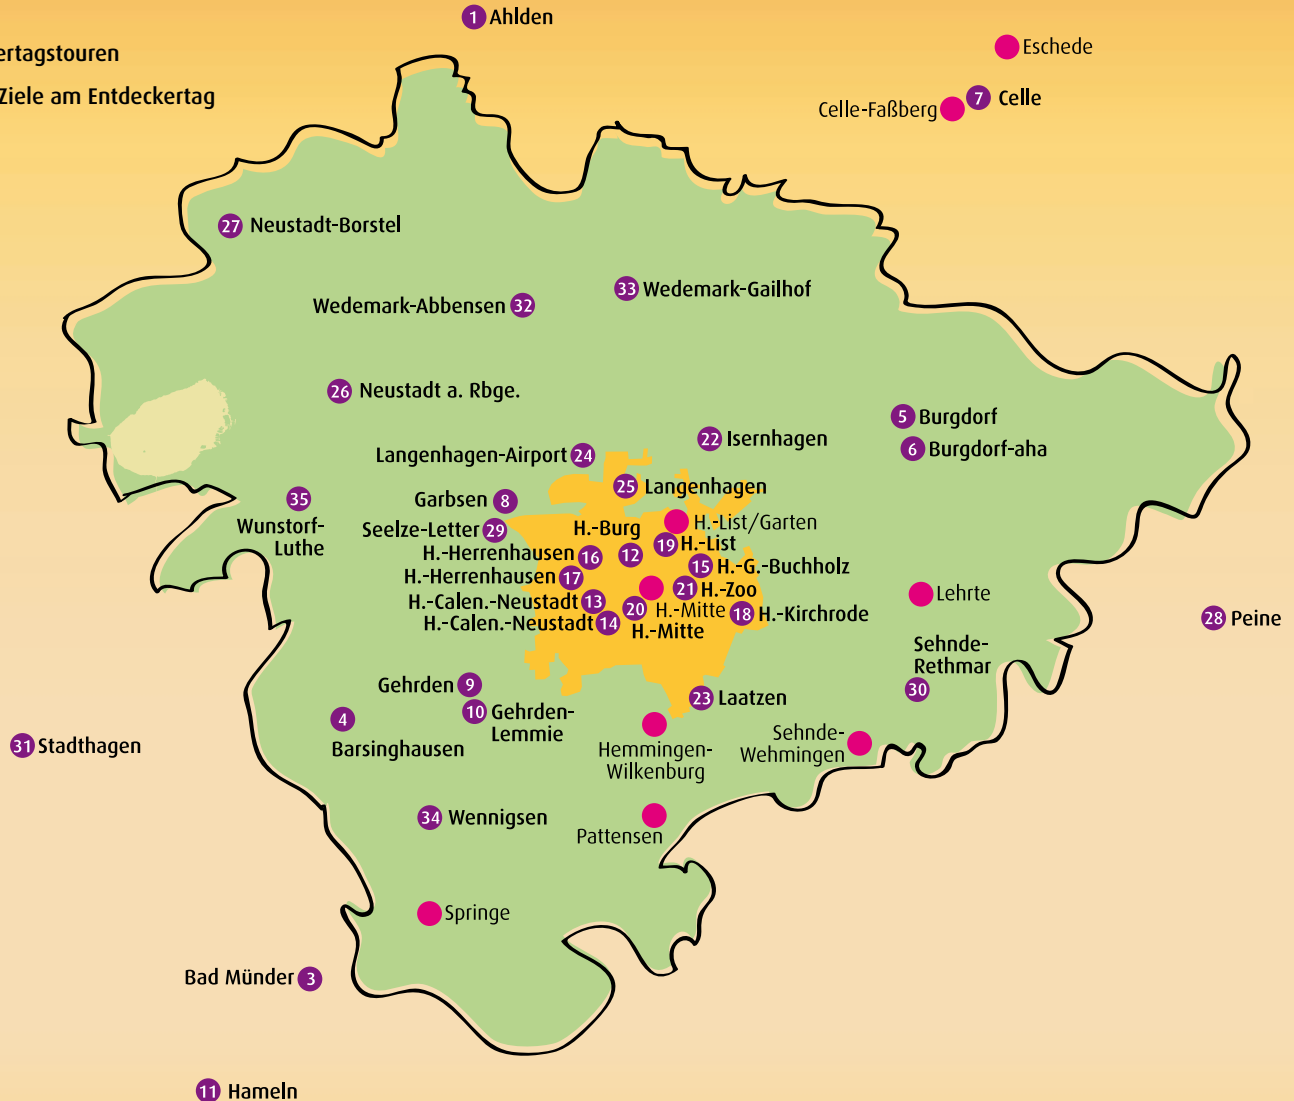 1 Ahlden
ertagstouren
Eschede
Ziele am Entdeckertag
7 Celle
Celle-Faßberg
27 Neustadt-Borstel
33 Wedemark-Gailhof
Wedemark-Abbensen 32
26 Neustadt a. Rbge.
5 Burgdorf
22 Isernhagen
6 Burgdorf-aha
Langenhagen-Airport 24
25 Langenhagen
35
Wunstorf-
Luthe
Garbsen 8
H.-List/Garten
Seelze-Letter 29
H.-Burg
12
19 H.-List
H.-Herrenhausen 16
15 H.-G.-Buchholz
H.-Herrenhausen 17
21 H.-Zoo
Lehrte
H.-Calen.-Neustadt 13
20
H.-Mitte
H.-Mitte
18 H.-Kirchrode
28 Peine
H.-Calen.-Neustadt 14
Sehnde-
Rethmar
30
Gehrden 9
23 Laatzen
10 Gehrden-
Lemmie
4
Barsinghausen
31 Stadthagen
Hemmingen-
Wilkenburg
Sehnde-
Wehmingen
34 Wennigsen
Pattensen
Springe
Bad Münder 3
11 Hameln